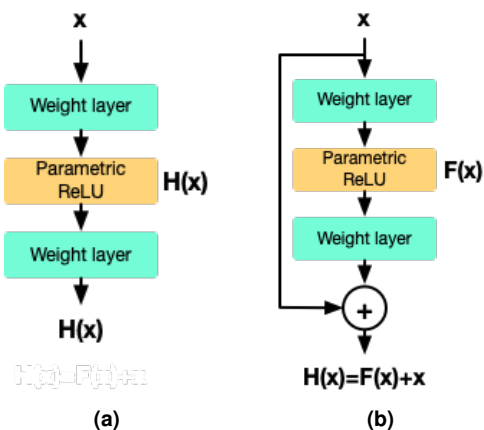 x
Weight layer
Parametric
ReLU
H(x)
Weight layer
H(x)
H(x)=F(x)+x
(a)
x
Weight layer
Parametric
ReLU
F(x)
Weight layer
+
H(x)=F(x)+x
(b)